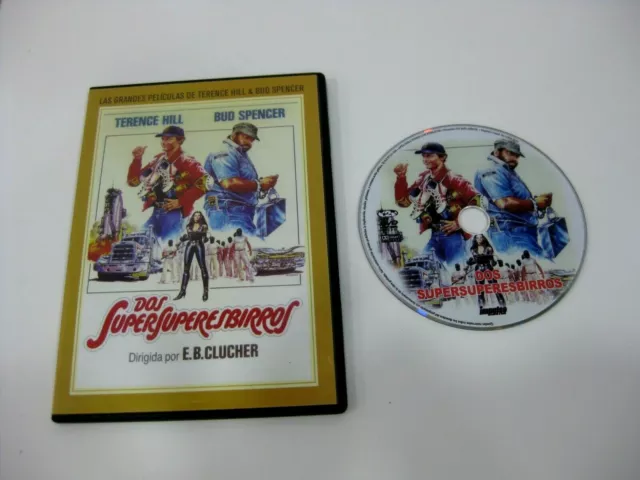 LAS GRANDES PELÍCULAS DE TERENCE HILL & BUD SPENCER
TERENCE HILL BUD SPENCER
DOS
SUPERSUPERESBIRROS
Dirigida por E.B.CLUCHER
DOS
SUPERSUPERESBIRROS